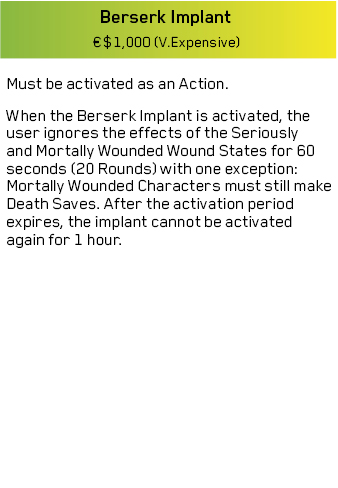 Berserk Implant
€$1,000 (V.Expensive)
Must be activated as an Action.
When the Berserk Implant is activated, the
user ignores the effects of the Seriously
and Mortally Wounded Wound States for 60
seconds (20 Rounds) with one exception:
Mortally Wounded Characters must still make
Death Saves. After the activation period
expires, the implant cannot be activated
again for 1 hour.